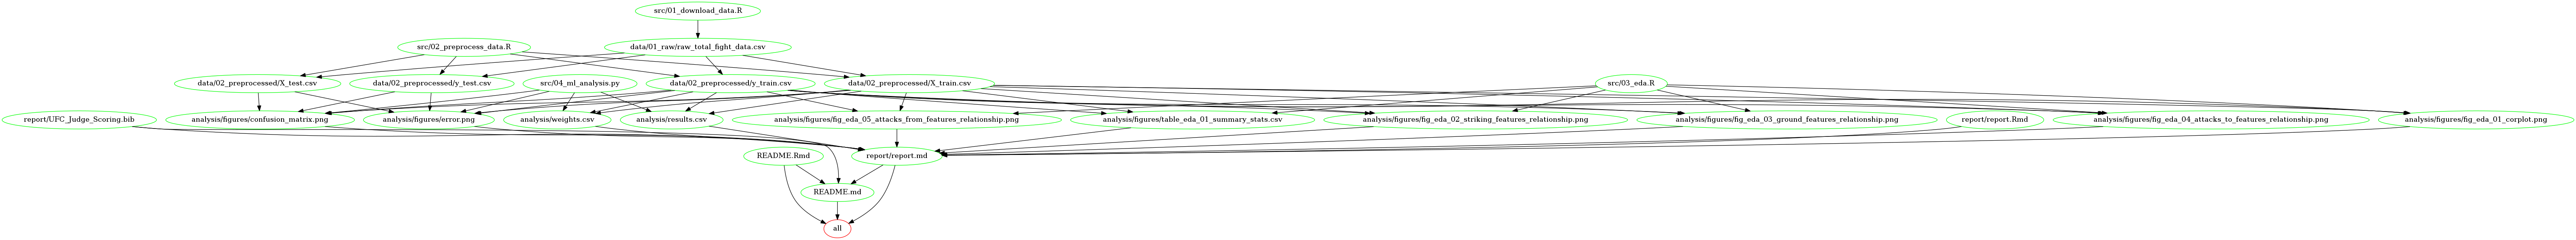 src/01_download_data.R
src/02_preprocess_data.R
data/01_raw/raw_total_fight_data.csv
data/02_preprocessed/X_test.csv
data/02_preprocessed/y_test.csv
src/04_ml_analysis.py
data/02_preprocessed/y_train.csv
data/02_preprocessed/X_train.csv
src/03_eda.R
report/UFC_Judge_Scoring.bib
analysis/figures/confusion_matrix.png
analysis/figures/error.png
analysis/weights.csv
analysis/results.csv
analysis/figures/fig_eda_05_attacks_from_features_relationship.png
analysis/figures/table_eda_01_summary_stats.csv
analysis/figures/fig_eda_02_striking_features_relationship.png
analysis/figures/fig_eda_03_ground_features_relationship.png
report/report.Rmd
analysis/figures/fig_eda_04_attacks_to_features_relationship.png
analysis/figures/fig_eda_01_corplot.png
README.Rmd
report/report.md
README.md
all